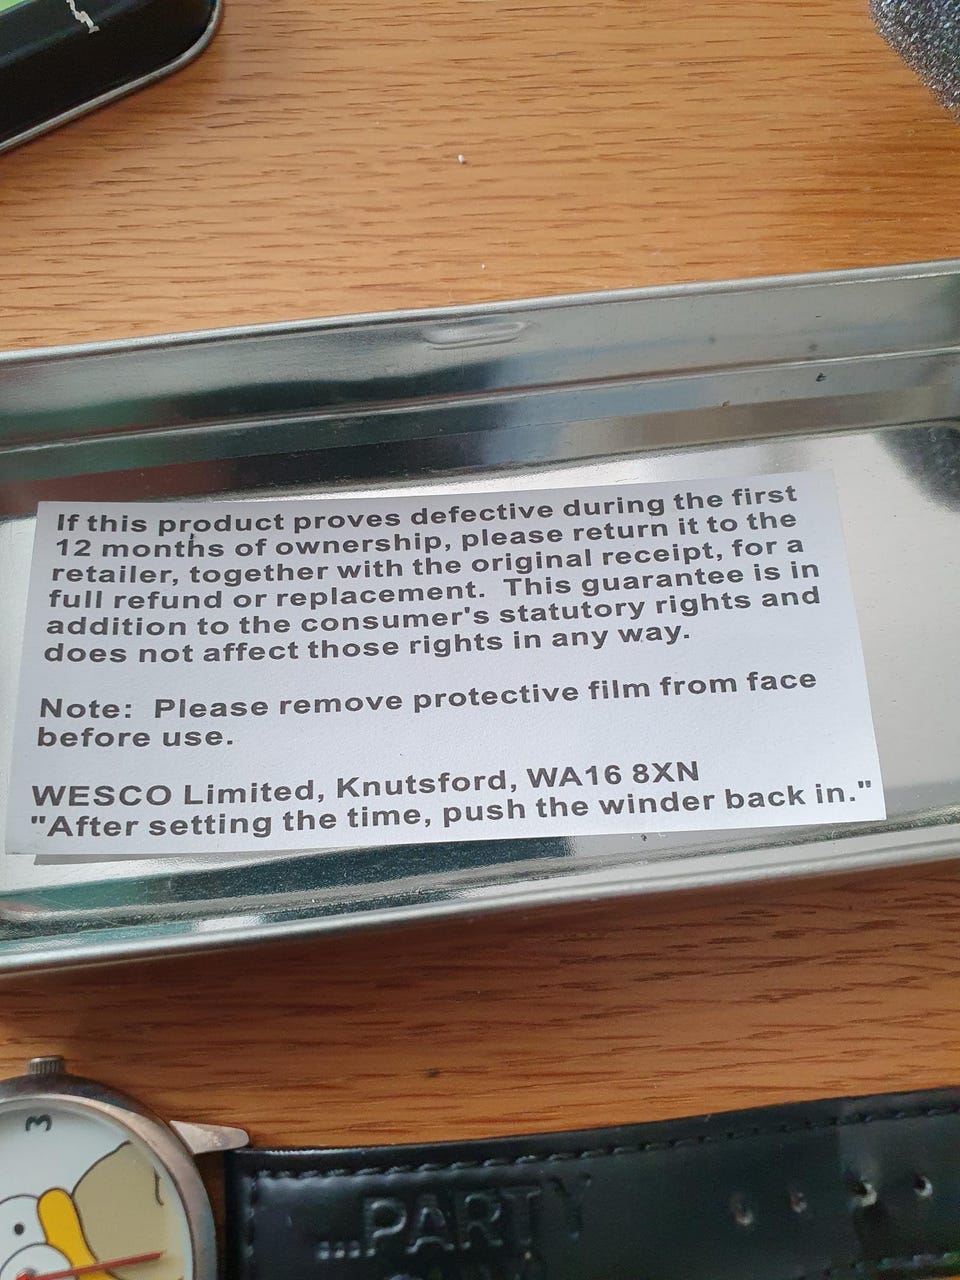 If this product proves defective during the first
12 months of ownership, please return it to the
retailer, together with the original receipt, for a
full refund or replacement. This guarantee is in
addition to the consumer's statutory rights and
does not affect those rights in any way.
Note: Please remove protective film from face
before use.
WESCO Limited, Knutsford, WA16 8XN
"After setting the time, push the winder back in."
3
...PARTY